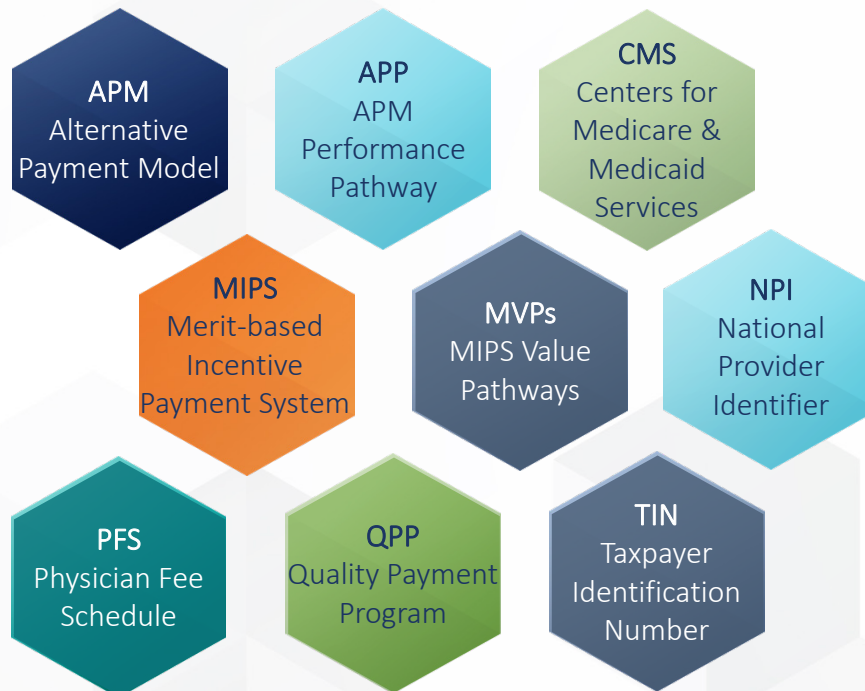 APM
Alternative
Payment Model
APP
APM
Performance
Pathway
CMS
Centers for
Medicare &
Medicaid
Services
MIPS
Merit-based
Incentive
Payment System
MVPs
MIPS Value
Pathways
NPI
National
Provider
Identifier
PFS
Physician Fee
Schedule
QPP
Quality Payment
Program
TIN
Taxpayer
Identification
Number